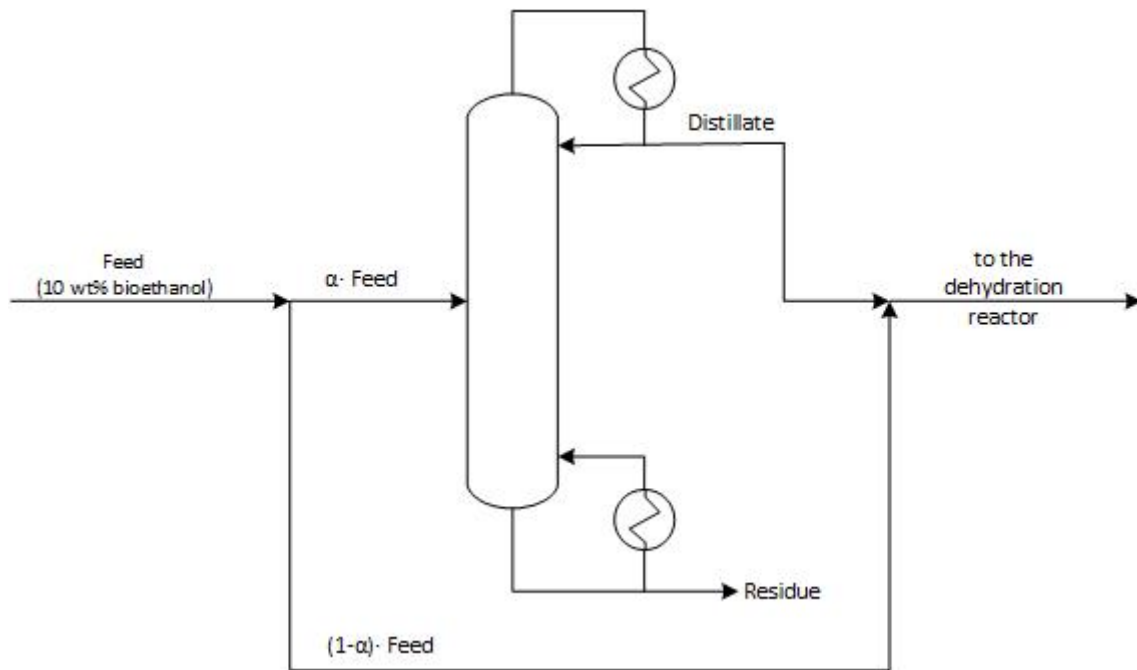 Distillate
Feed
(10 wt% bioethanol)
α· Feed
to the
dehydration
reactor
Residue
(1-α)· Feed